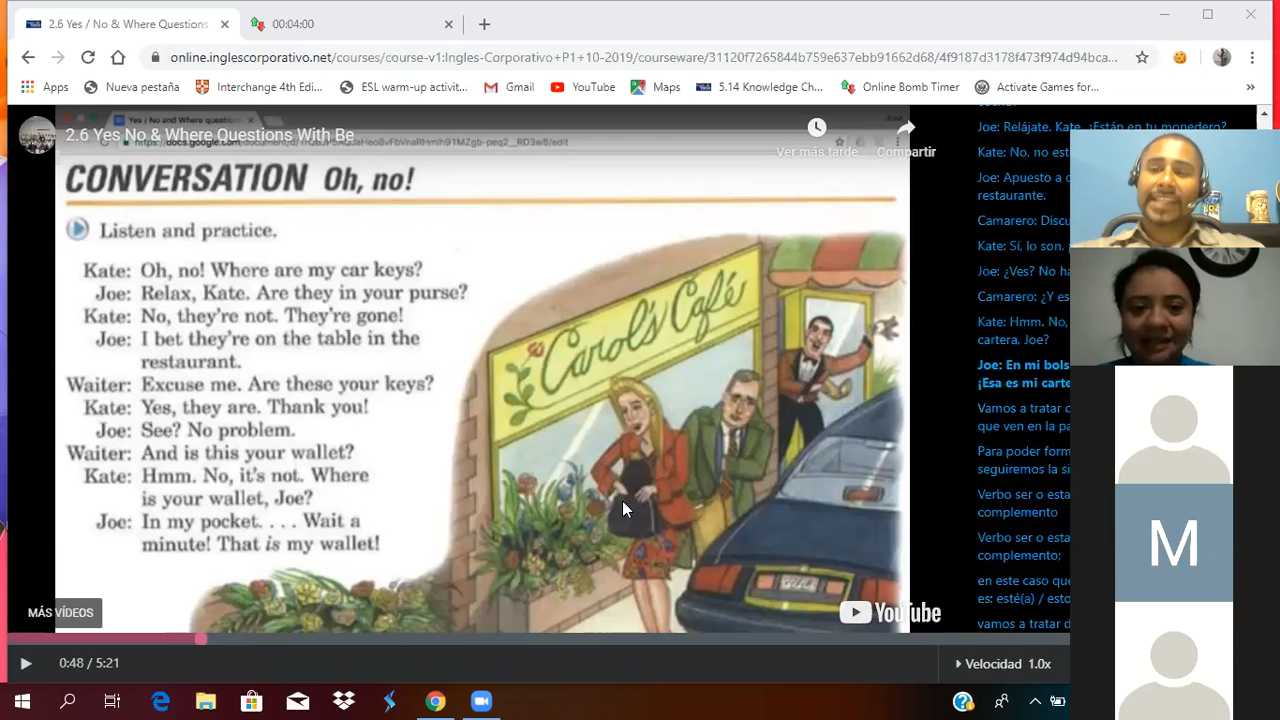 2.6 Yes / No & Where Questions
00:04:00
online.inglescorporativo.net/courses/course-v1:Ingles_Corporativo+P1+10-2019/courseware/31120f7265844b759e637ebb91662d68/4f9187d3178f473f974d94bca...
Apps
Nueva pestaña
Interchange 4th Edi...
ESL warm-up activit...
Gmail
YouTube
Maps
5.14 Knowledge Ch...
Online Bomb Timer
Activate Games for...
»
Yes / No and Where question
2.6 Yes No & Where Questions With Be
Ver más tarde
Compartir
CONVERSATION Oh, no!
Listen and practice.
Kate: Oh, no! Where are my car keys?
Joe: Relax, Kate. Are they in your purse?
Kate: No, they're not. They're gone!
Joe: I bet they're on the table in the
restaurant.
Waiter: Excuse me. Are these your keys?
Kate: Yes, they are. Thank you!
Joe: See? No problem.
Waiter: And is this your wallet?
Kate: Hmm. No, it's not. Where
is your wallet, Joe?
Joe: In my pocket. . . . Wait a
minute! That is my wallet!
Carol's Café
MÁS VÍDEOS
YouTube
0:48 / 5:21
Velocidad 1.0x
Joe: Relájate, Kate. ¿Están en tu monedero?
Kate: No, no est
Joe: Apuesto a
restaurante.
Camarero: Discu
Kate: Sí, lo son.
Joe: ¿Ves? No ha
Camarero: ¿Y es
Kate: Hmm. No,
cartera, Joe?
Joe: En mi bols
¡Esa es mi carte
Vamos a tratar d
que ven en la pa
Para poder form
seguiremos la si
Verbo ser o esta
complemento
Verbo ser o esta
complemento;
en este caso que
es: esté(a) / esto
vamos a tratar d
M